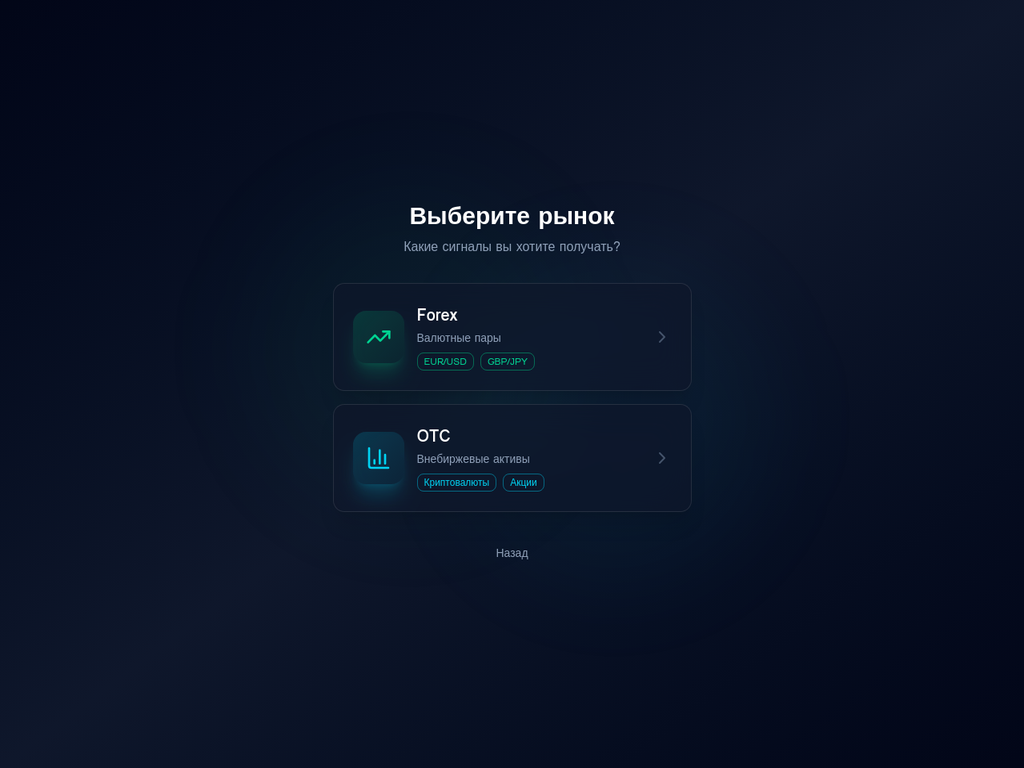 Выберите рынок
Какие сигналы вы хотите получать?
Forex
Валютные пары
EUR/USD GBP/JPY
OTC
Внебиржевые активы
Криптовалюты Акции
Назад